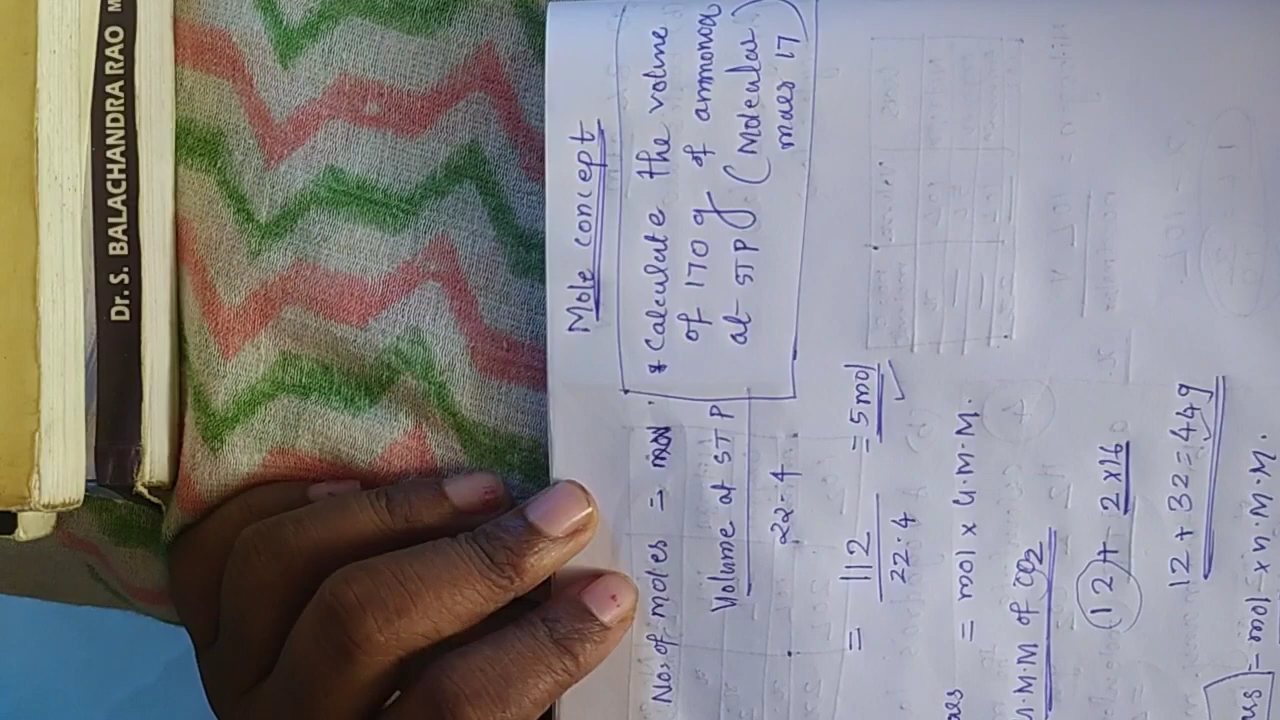 Dr. S. BALACHANDRA RAO M
Mole concept
* Calculate the volume
of 170 g of ammonia
at STP (Molecular
mass 17)
No. of moles =
Volume at STP
22.4
= 112 = 5 mol
22.4
= mol x G.M.M.
G.M.M of CO2
12 + 2 x 16
12 + 32 = 44 g
= mol x G.M.M.